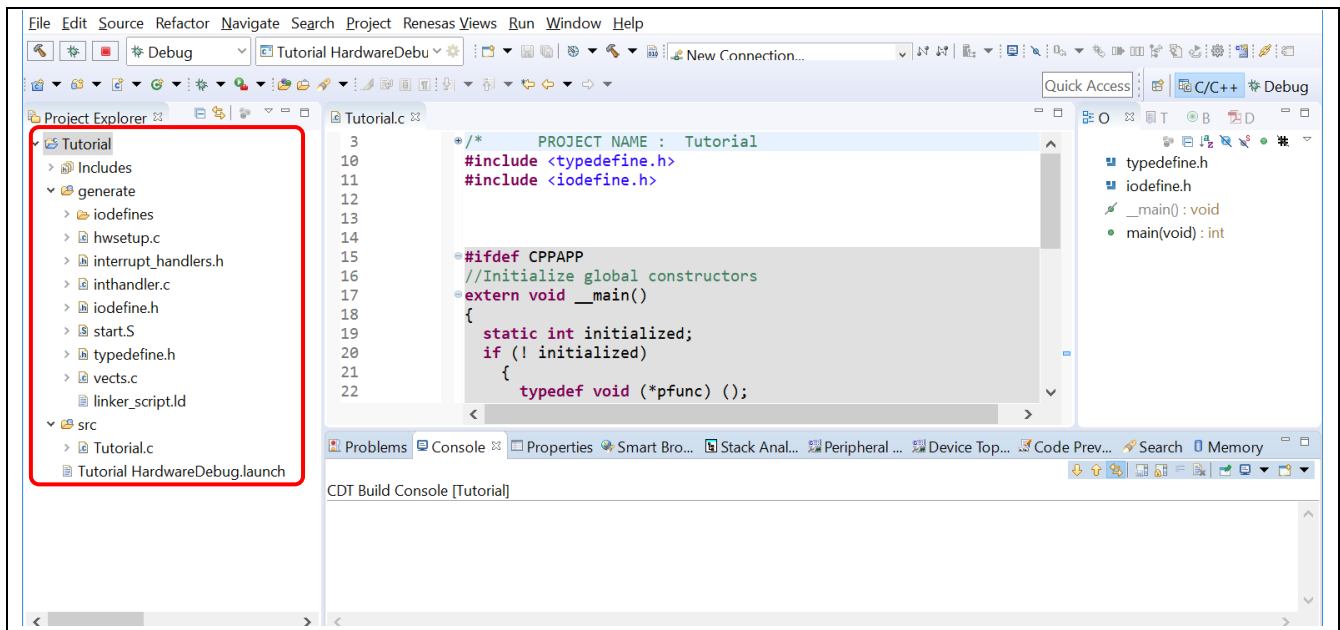 File Edit Source Refactor Navigate Search Project Renesas Views Run Window Help
Debug Tutorial HardwareDebu New Connection...
Quick Access C/C++ Debug
Project Explorer
Tutorial
Includes
generate
iodefines
hwsetup.c
interrupt_handlers.h
inthandler.c
iodefine.h
start.S
typedefine.h
vects.c
linker_script.ld
src
Tutorial.c
Tutorial HardwareDebug.launch
Tutorial.c
3 /* PROJECT NAME : Tutorial
10 #include <typedefine.h>
11 #include <iodefine.h>
12
13
14
15 #ifdef CPPAPP
16 //Initialize global constructors
17 extern void __main()
18 {
19 static int initialized;
20 if (! initialized)
21 {
22 typedef void (*pfunc) ();
O T B D
typedefine.h
iodefine.h
__main() : void
main(void) : int
Problems Console Properties Smart Bro... Stack Anal... Peripheral ... Device Top... Code Prev... Search Memory
CDT Build Console [Tutorial]